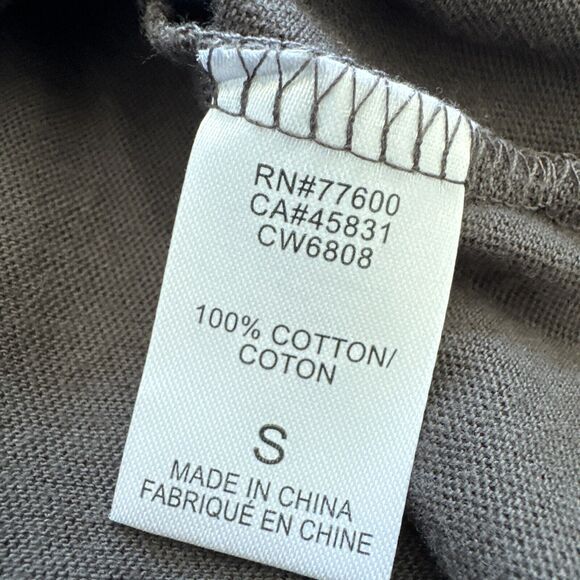 RN#77600
CA#45831
CW6808
100% COTTON/
COTON
S
MADE IN CHINA
FABRIQUÉ EN CHINE